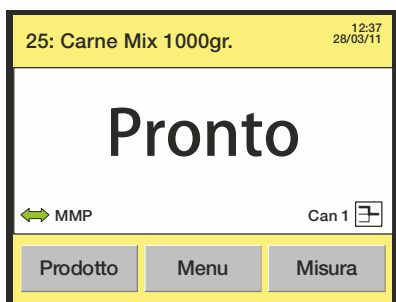 25: Carne Mix 1000gr.
12:37
28/03/11
Pronto
MMP
Can 1
Prodotto
Menu
Misura